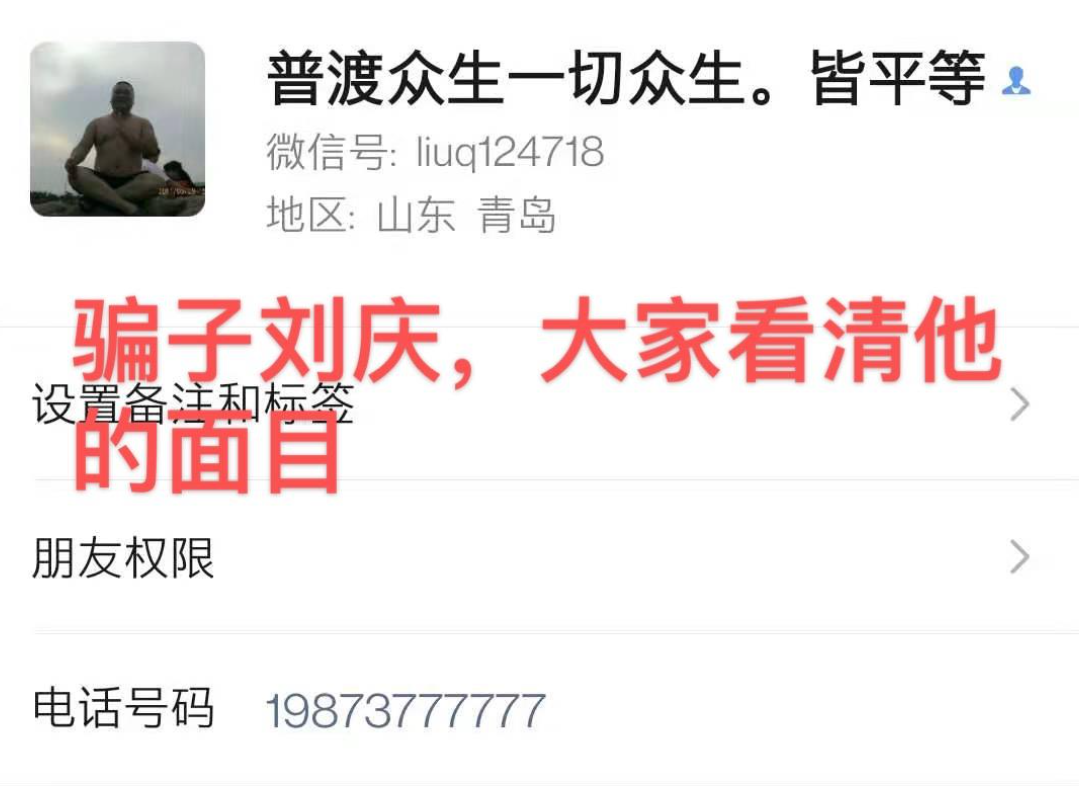 普渡众生一切众生。皆平等
微信号: liuq124718
地区: 山东 青岛
骗子刘庆，大家看清他
设置备注和标签
的面目
朋友权限
电话号码 19873777777